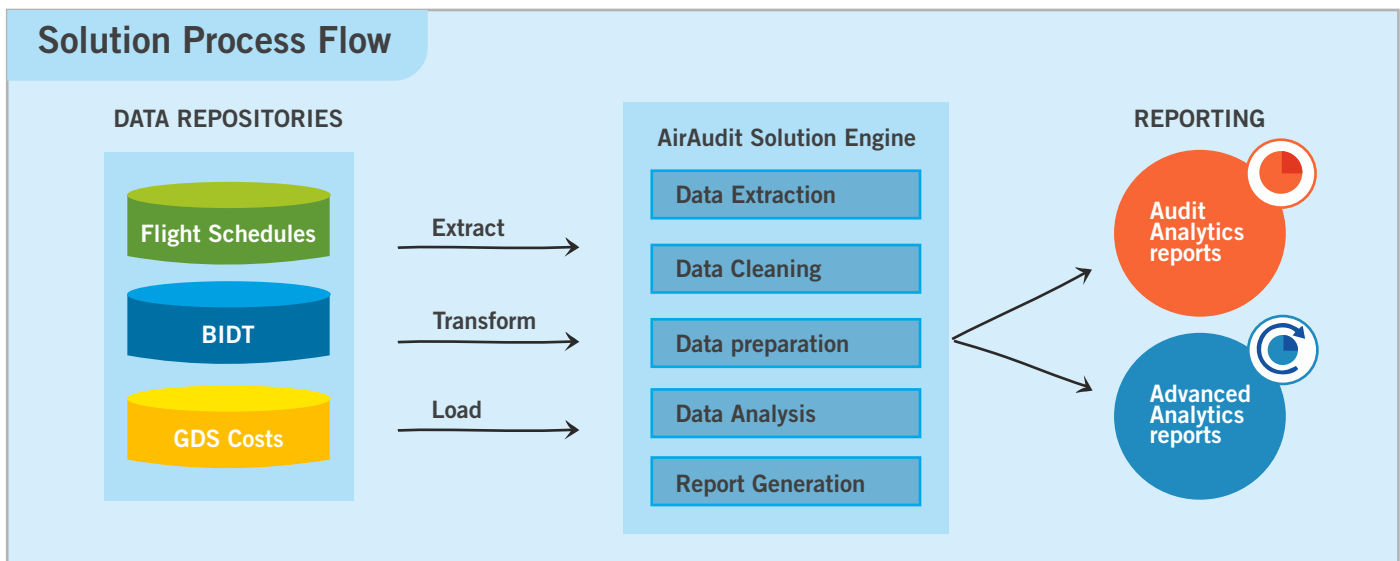 Solution Process Flow
DATA REPOSITORIES
Flight Schedules
BIDT
GDS Costs
Extract
Transform
Load
AirAudit Solution Engine
Data Extraction
Data Cleaning
Data preparation
Data Analysis
Report Generation
REPORTING
Audit
Analytics
reports
Advanced
Analytics
reports